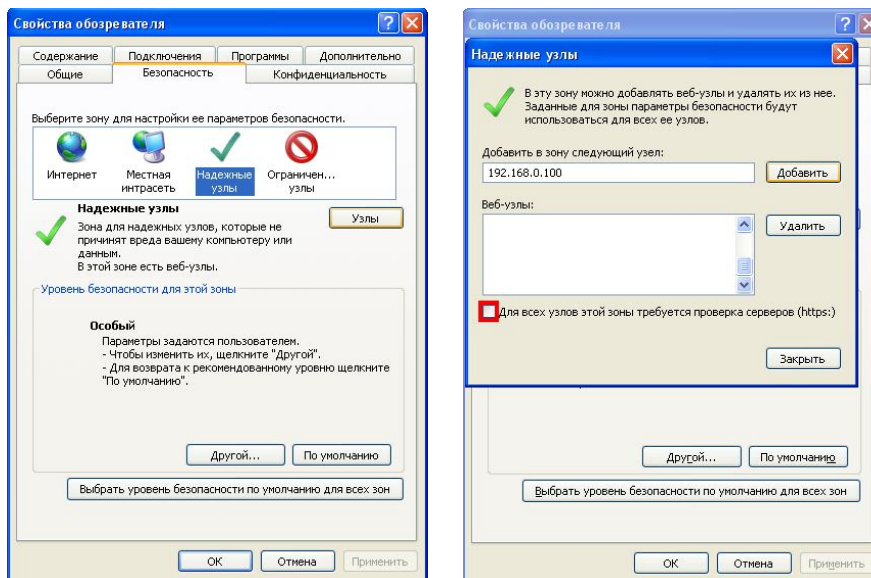 Свойства обозревателя
Содержание Подключения Программы Дополнительно
Общие Безопасность Конфиденциальность
Выберите зону для настройки ее параметров безопасности.
Интернет Местная интрасеть Надежные узлы Ограничен... узлы
Надежные узлы
Узлы
Зона для надежных узлов, которые не
причинят вреда вашему компьютеру или
данным.
В этой зоне есть веб-узлы.
Уровень безопасности для этой зоны
Особый
Параметры задаются пользователем.
- Чтобы изменить их, щелкните "Другой".
- Для возврата к рекомендованному уровню щелкните
"По умолчанию".
Другой... По умолчанию
Выбрать уровень безопасности по умолчанию для всех зон
OK Отмена Применить
Свойства обозревателя
Надежные узлы
В эту зону можно добавлять веб-узлы и удалять их из нее.
Заданные для зоны параметры безопасности будут
использоваться для всех ее узлов.
Добавить в зону следующий узел:
192.168.0.100 Добавить
Веб-узлы:
Удалить
Для всех узлов этой зоны требуется проверка серверов (https:)
Закрыть
Другой... По умолчанию
Выбрать уровень безопасности по умолчанию для всех зон
OK Отмена Применить